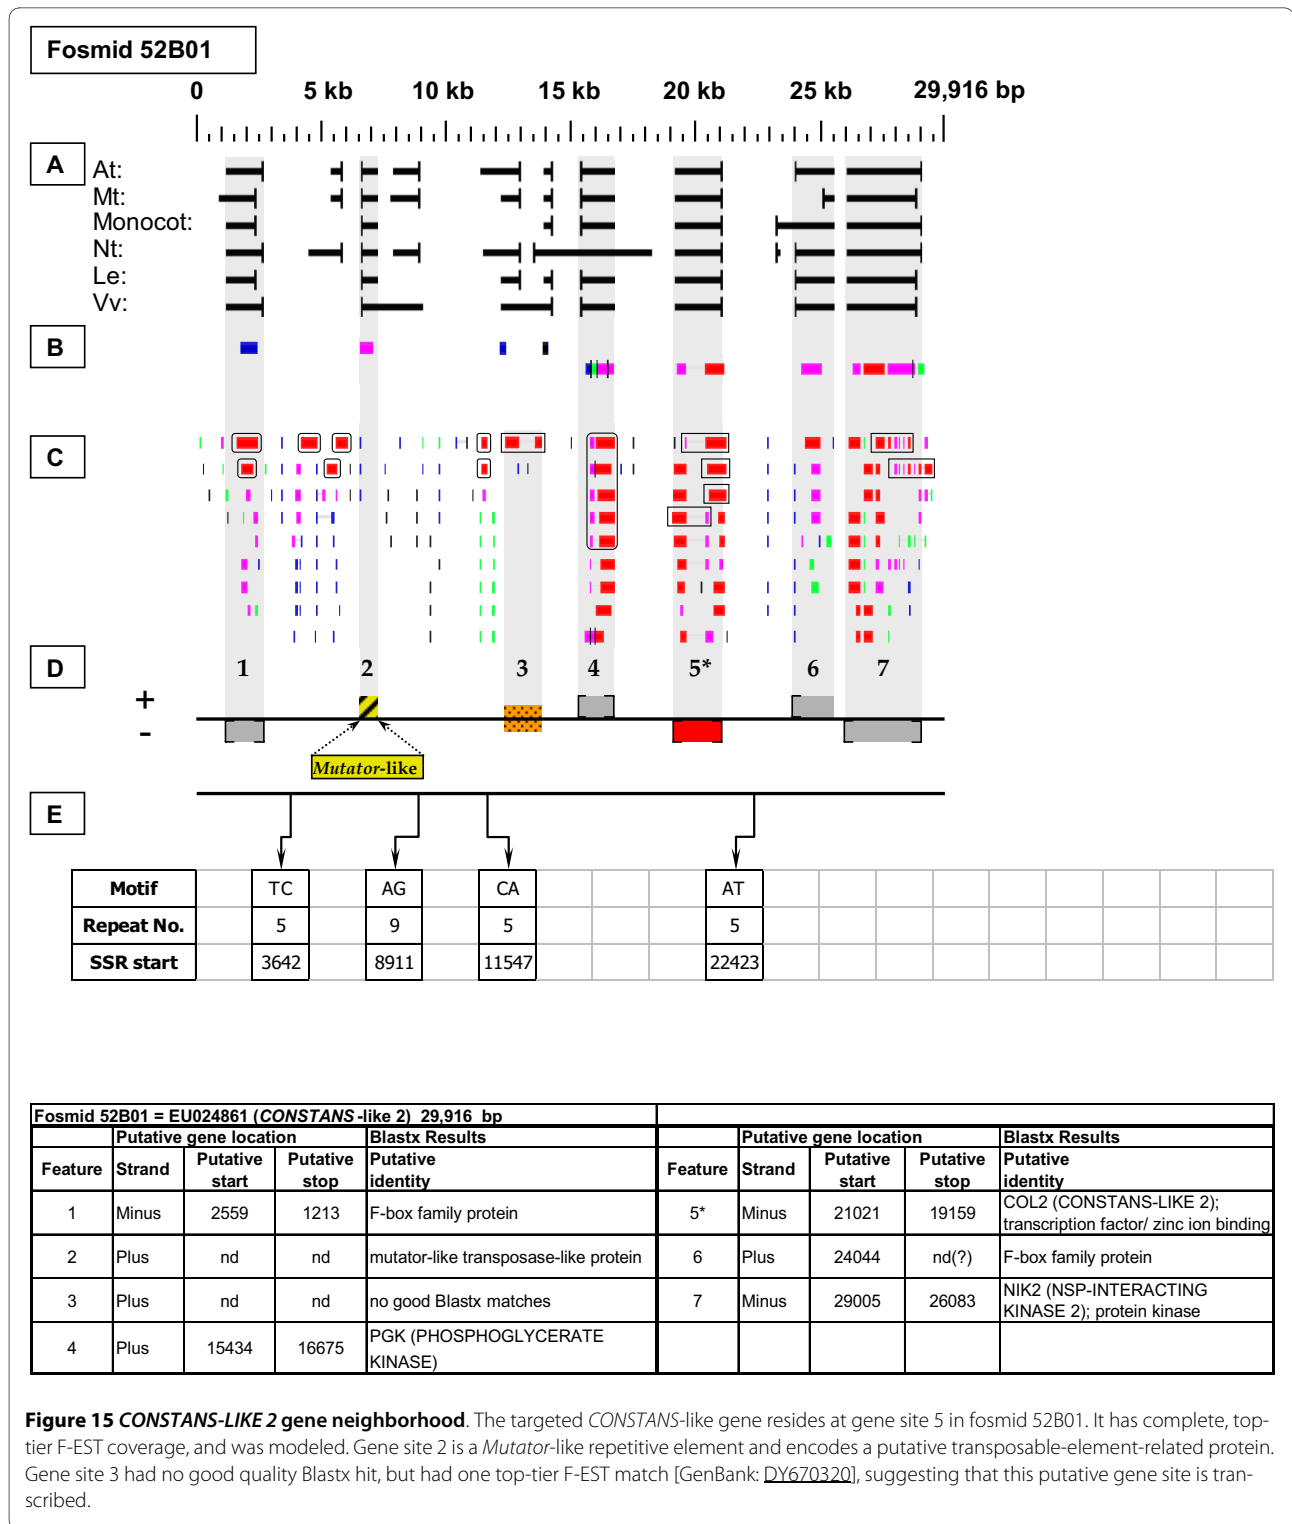 Fosmid 52B01
0 5 kb 10 kb 15 kb 20 kb 25 kb 29,916 bp
A
At:
Mt:
Monocot:
Nt:
Le:
Vv:
B
C
D
1 2 3 4 5* 6 7
+
-
Mutator-like
E
Motif TC AG CA AT
Repeat No. 5 9 5 5
SSR start 3642 8911 11547 22423
Fosmid 52B01 = EU024861 (CONSTANS-like 2) 29,916 bp
Putative gene location Blastx Results Putative gene location Blastx Results
Feature Strand Putative start Putative stop Putative identity Feature Strand Putative start Putative stop Putative identity
1 Minus 2559 1213 F-box family protein 5* Minus 21021 19159 COL2 (CONSTANS-LIKE 2); transcription factor/ zinc ion binding
2 Plus nd nd mutator-like transposase-like protein 6 Plus 24044 nd(?) F-box family protein
3 Plus nd nd no good Blastx matches 7 Minus 29005 26083 NIK2 (NSP-INTERACTING KINASE 2); protein kinase
4 Plus 15434 16675 PGK (PHOSPHOGLYCERATE KINASE)
Figure 15 CONSTANS-LIKE 2 gene neighborhood. The targeted CONSTANS-like gene resides at gene site 5 in fosmid 52B01. It has complete, top-
tier F-EST coverage, and was modeled. Gene site 2 is a Mutator-like repetitive element and encodes a putative transposable-element-related protein.
Gene site 3 had no good quality Blastx hit, but had one top-tier F-EST match [GenBank: DY670320], suggesting that this putative gene site is tran-
scribed.